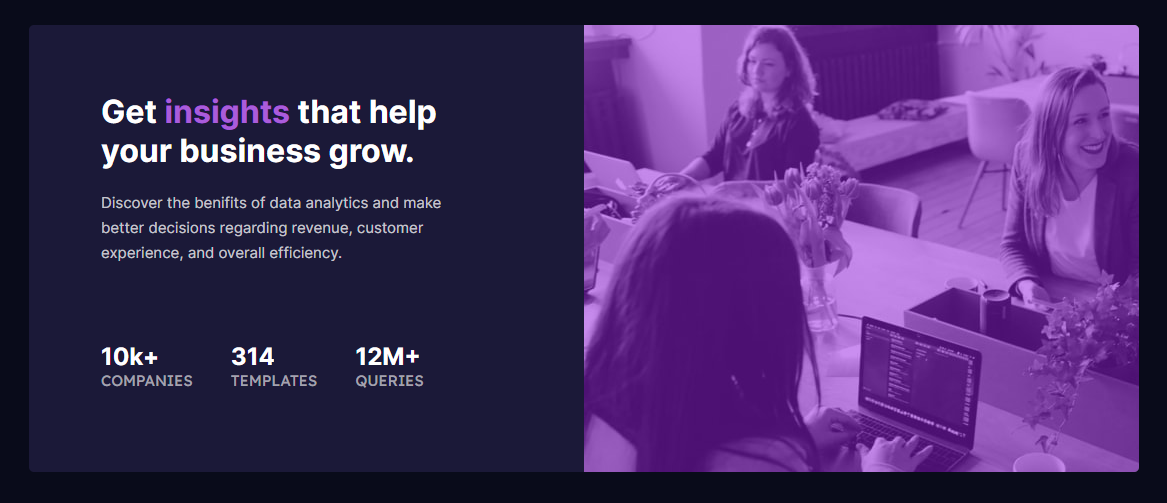 Get insights that help
your business grow.
Discover the benifits of data analytics and make
better decisions regarding revenue, customer
experience, and overall efficiency.
10k+ 314 12M+
COMPANIES TEMPLATES QUERIES